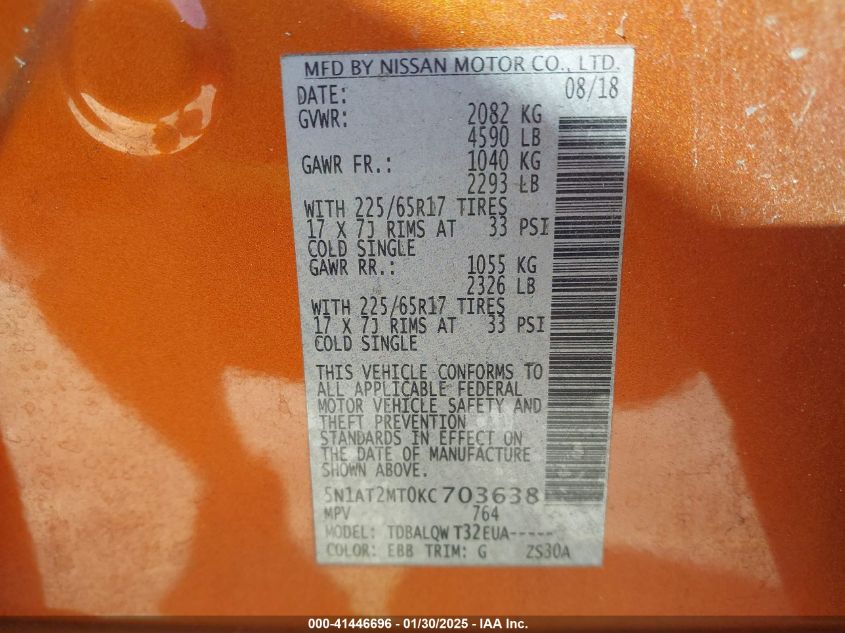 MFD BY NISSAN MOTOR CO., LTD.
DATE: 08/18
GVWR: 2082 KG
4590 LB
GAWR FR.: 1040 KG
2293 LB
WITH 225/65R17 TIRES
17 X 7J RIMS AT 33 PSI
COLD SINGLE
GAWR RR.: 1055 KG
2326 LB
WITH 225/65R17 TIRES
17 X 7J RIMS AT 33 PSI
COLD SINGLE
THIS VEHICLE CONFORMS TO
ALL APPLICABLE FEDERAL
MOTOR VEHICLE SAFETY AND
THEFT PREVENTION
STANDARDS IN EFFECT ON
THE DATE OF MANUFACTURE
SHOWN ABOVE.
5N1AT2MT0KC703638
MPV 764
MODEL: TDBALQW T32EUA-----
COLOR: EBB TRIM: G ZS30A
000-41446696 - 01/30/2025 - IAA Inc.